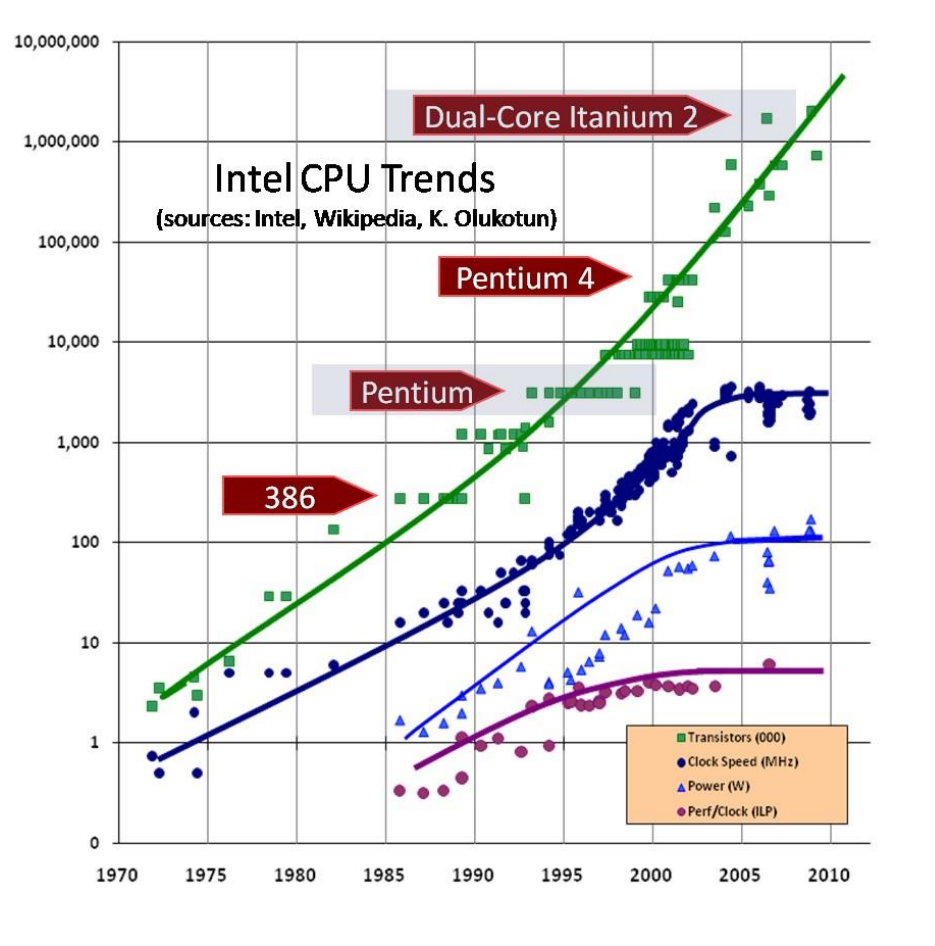 10,000,000
1,000,000
100,000
10,000
1,000
100
10
1
0
Dual-Core Itanium 2
Intel CPU Trends
(sources: Intel, Wikipedia, K. Olukotun)
Pentium 4
Pentium
386
Transistors (000)
Clock Speed (MHz)
Power (W)
Perf/Clock (ILP)
1970 1975 1980 1985 1990 1995 2000 2005 2010